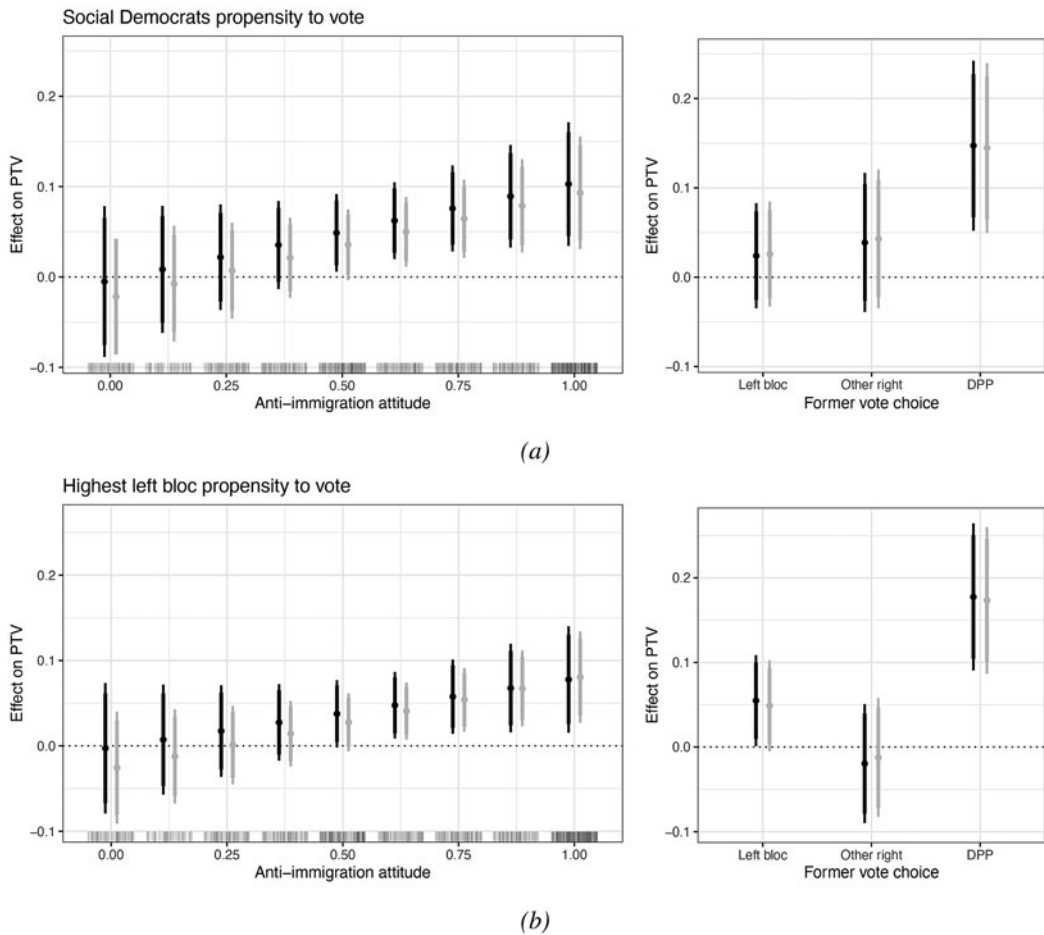 Social Democrats propensity to vote
Effect on PTV
0.2
0.1
0.0
−0.1
0.00 0.25 0.50 0.75 1.00
Anti−immigration attitude
Effect on PTV
0.2
0.1
0.0
−0.1
Left bloc Other right DPP
Former vote choice
(a)
Highest left bloc propensity to vote
Effect on PTV
0.2
0.1
0.0
−0.1
0.00 0.25 0.50 0.75 1.00
Anti−immigration attitude
Effect on PTV
0.2
0.1
0.0
−0.1
Left bloc Other right DPP
Former vote choice
(b)